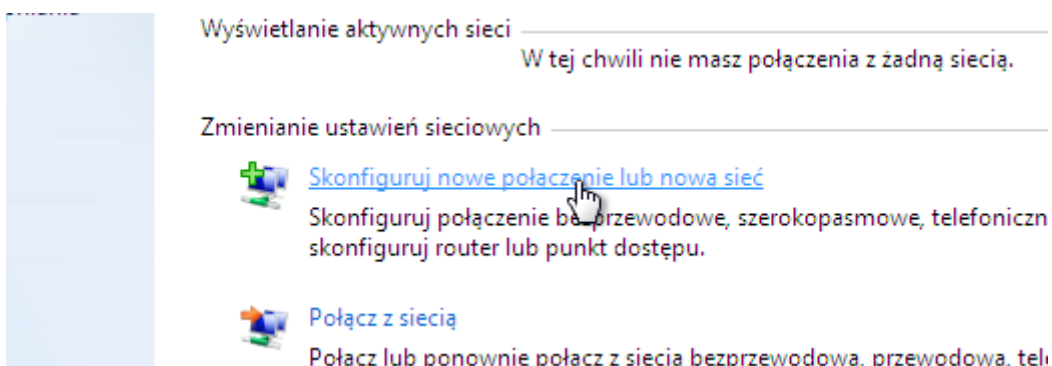 Wyświetlanie aktywnych sieci
W tej chwili nie masz połączenia z żadną siecią.
Zmienianie ustawień sieciowych
Skonfiguruj nowe połączenie lub nową sieć
Skonfiguruj połączenie bezprzewodowe, szerokopasmowe, telefoniczn
skonfiguruj router lub punkt dostępu.
Połącz z siecią
Połącz lub ponownie połącz z siecią bezprzewodową, przewodową, tele